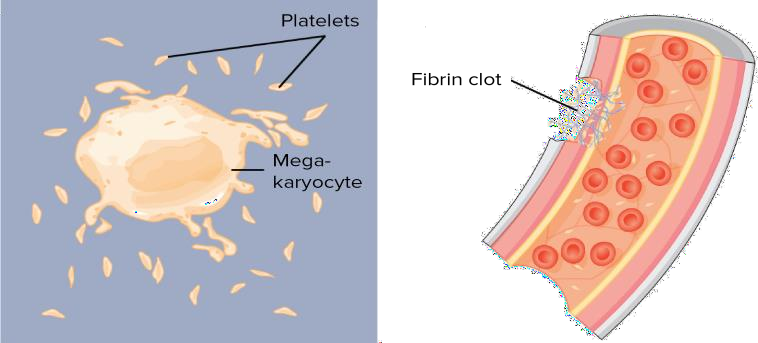 Platelets
Mega-
karyocyte
Fibrin clot